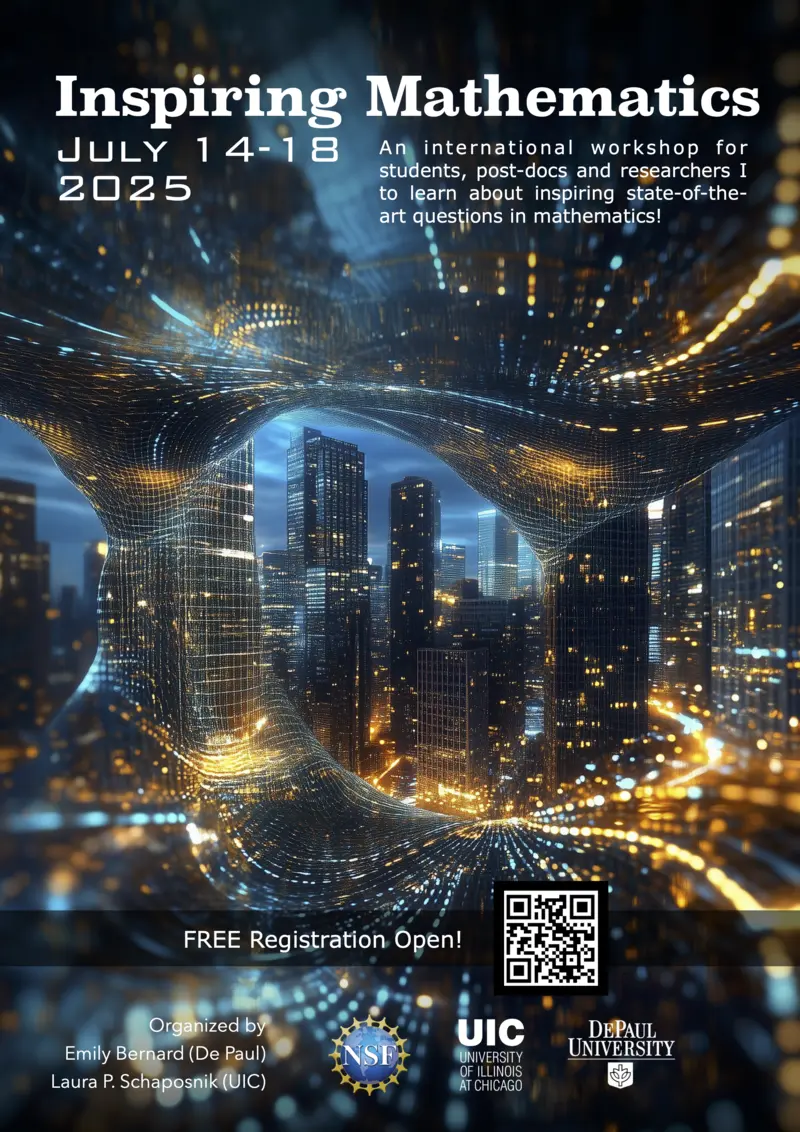 Inspiring Mathematics
July 14-18
2025
An international workshop for
students, post-docs and researchers I
to learn about inspiring state-of-the-
art questions in mathematics!
FREE Registration Open!
Organized by
Emily Bernard (De Paul)
Laura P. Schaposnik (UIC)
NSF
UIC
UNIVERSITY
OF ILLINOIS
AT CHICAGO
DEPAUL
UNIVERSITY